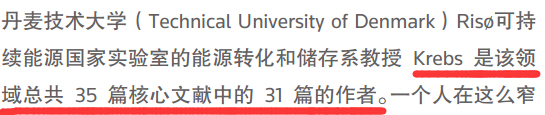 丹麦技术大学（Technical University of Denmark）Risø可持
续能源国家实验室的能源转化和储存系教授 Krebs 是该领
域总共 35 篇核心文献中的 31 篇的作者。一个人在这么窄